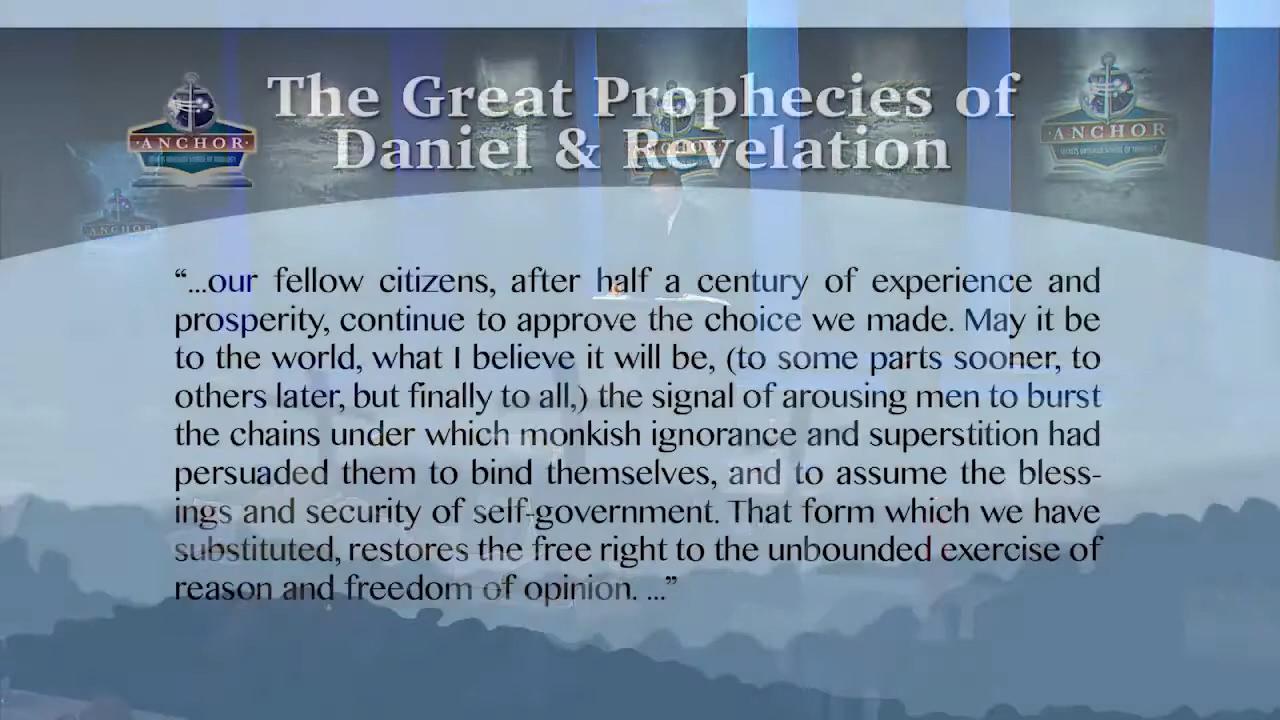 The Great Prophecies of
Daniel & Revelation
·ANCHOR·
ANCHOR
ANCHOR
“...our fellow citizens, after half a century of experience and
prosperity, continue to approve the choice we made. May it be
to the world, what I believe it will be, (to some parts sooner, to
others later, but finally to all,) the signal of arousing men to burst
the chains under which monkish ignorance and superstition had
persuaded them to bind themselves, and to assume the bless-
ings and security of self-government. That form which we have
substituted, restores the free right to the unbounded exercise of
reason and freedom of opinion. ...”